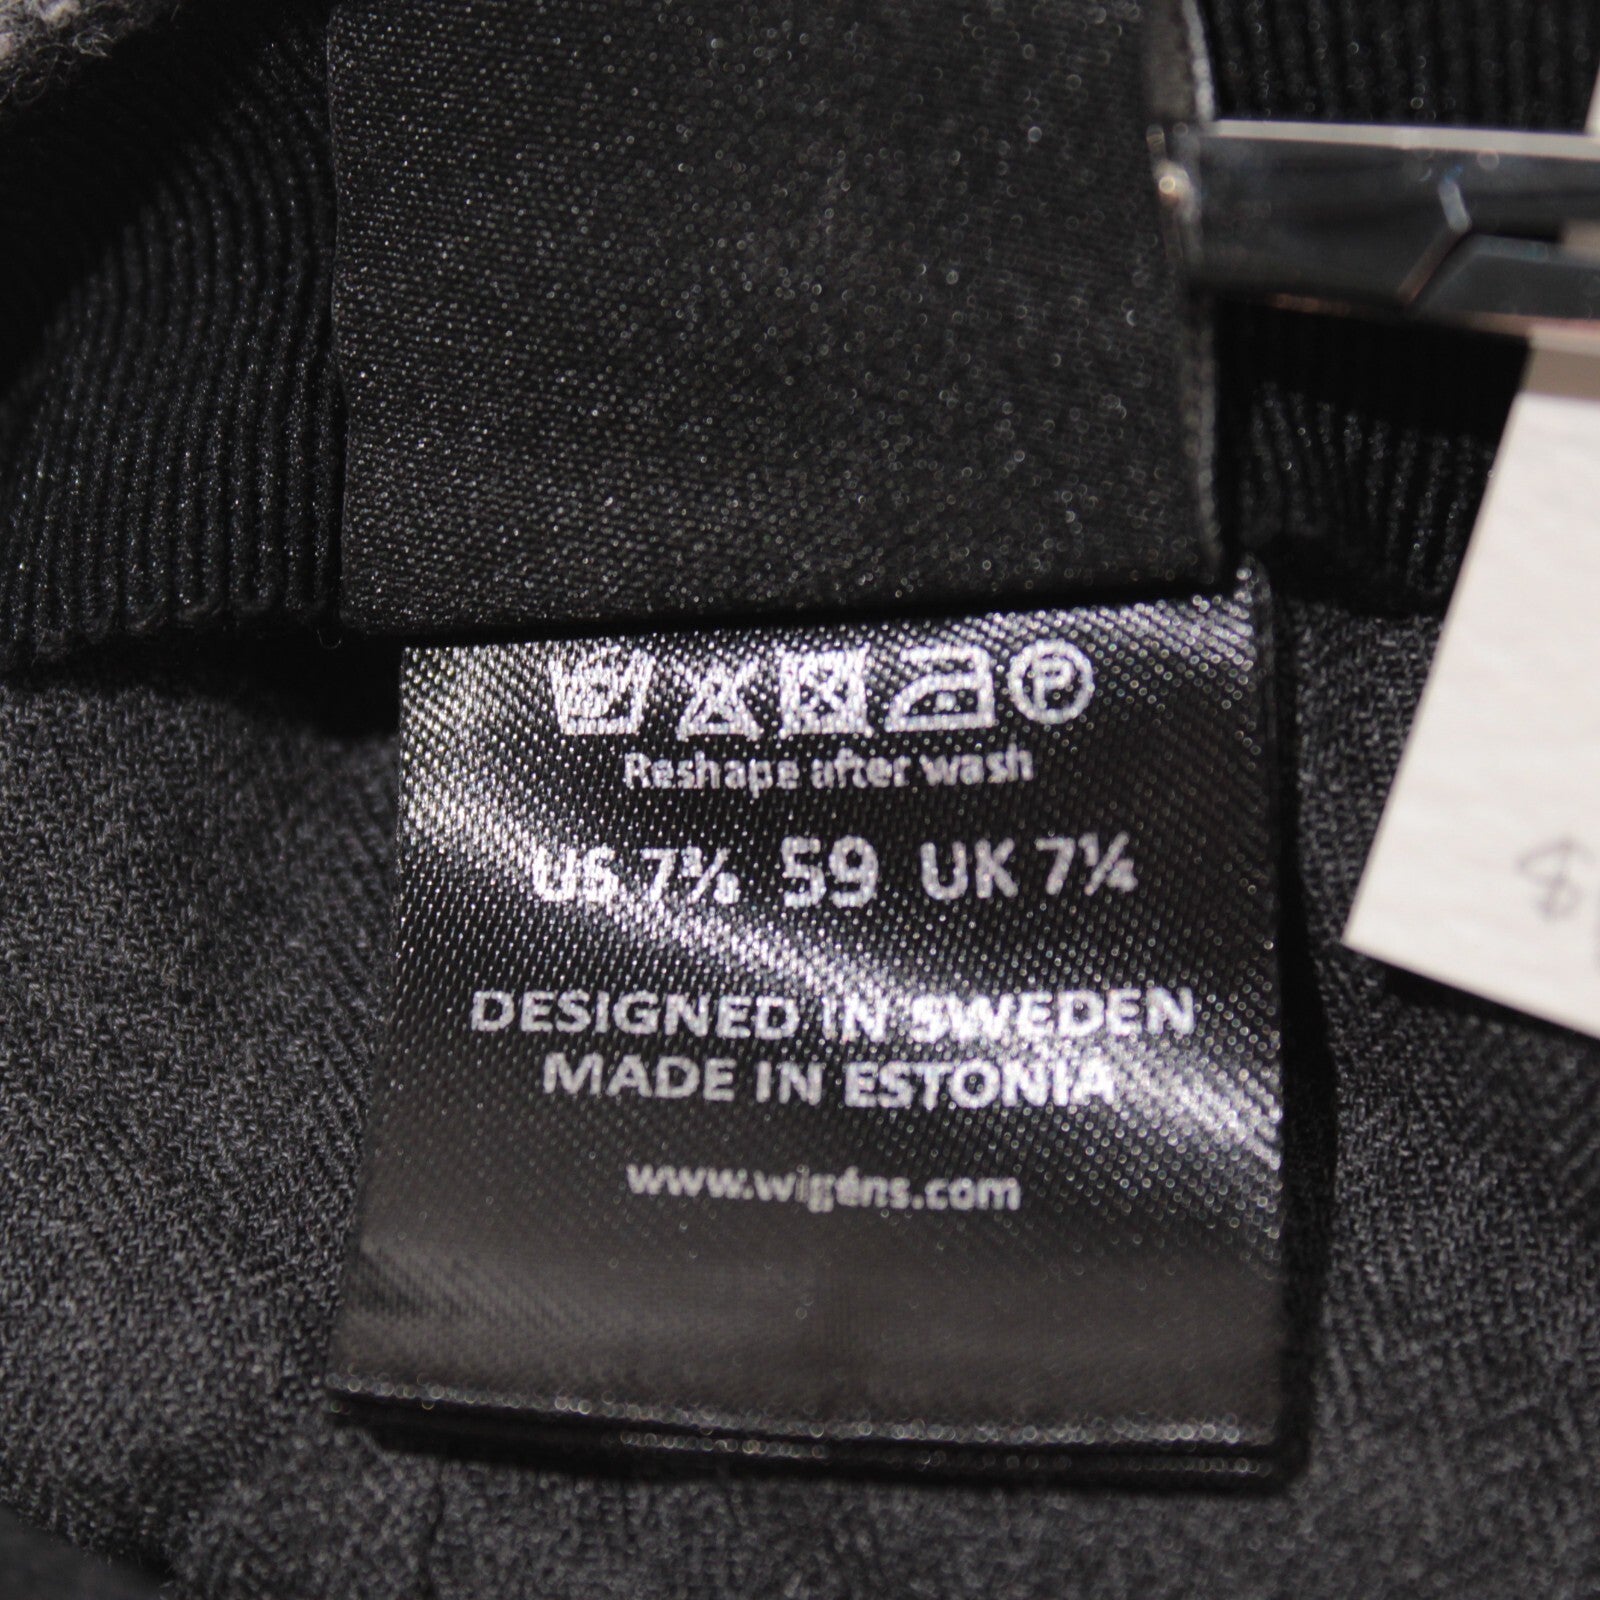 P
Reshape after wash
US 7⅜ 59 UK 7¼
DESIGNED IN SWEDEN
MADE IN ESTONIA
www.wigéns.com
$